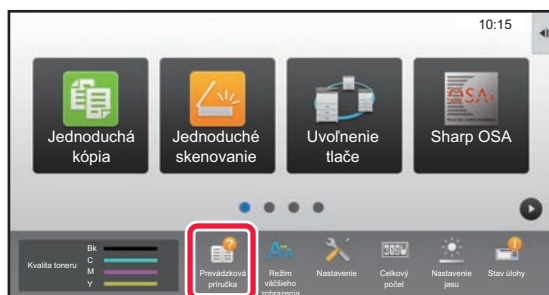 10:15
Jednoduchá
kópia
Jednoduché
skenovanie
Uvoľnenie
tlače
OSA
Sharp OSA
Kvalita toneru
Bk
C
M
Y
Prevádzková
príručka
Režim
väčšieho
zobrazenia
Nastavenie
Celkový
počet
Nastavenie
jasu
Stav úlohy